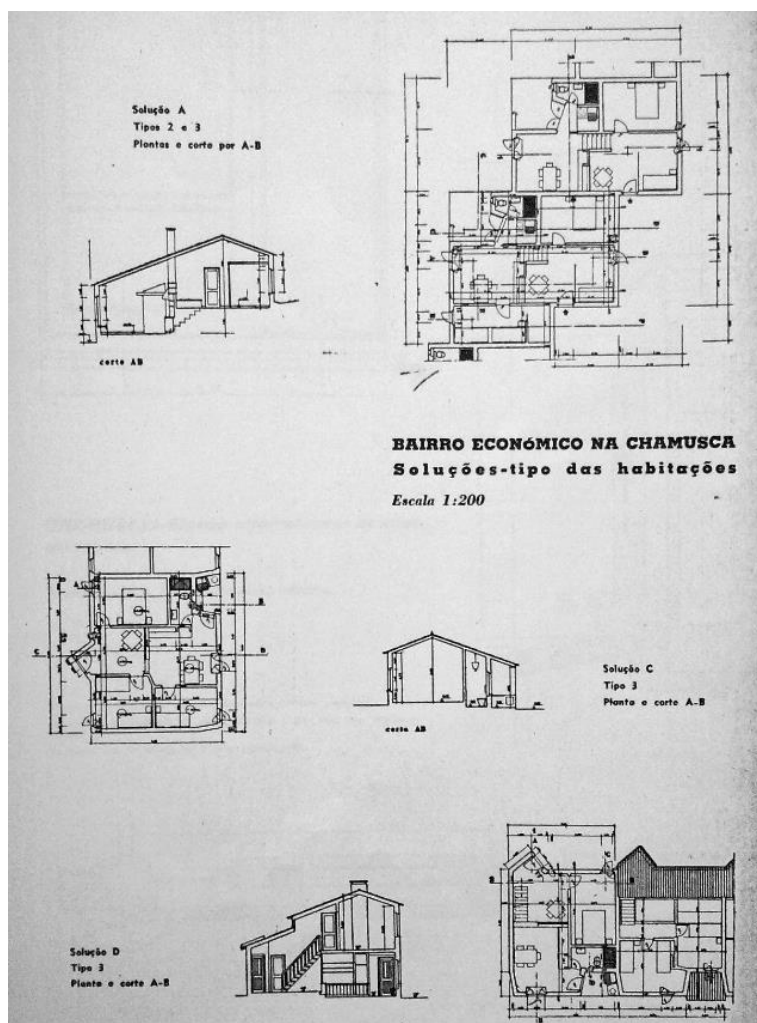 Solução A
Tipos 2 e 3
Plantas e corte por A-B
corte AB
BAIRRO ECONÓMICO NA CHAMUSCA
Soluções-tipo das habitações
Escala 1:200
Solução C
Tipo 3
Planta e corte A-B
corte AB
Solução D
Tipo 3
Planta e corte A-B